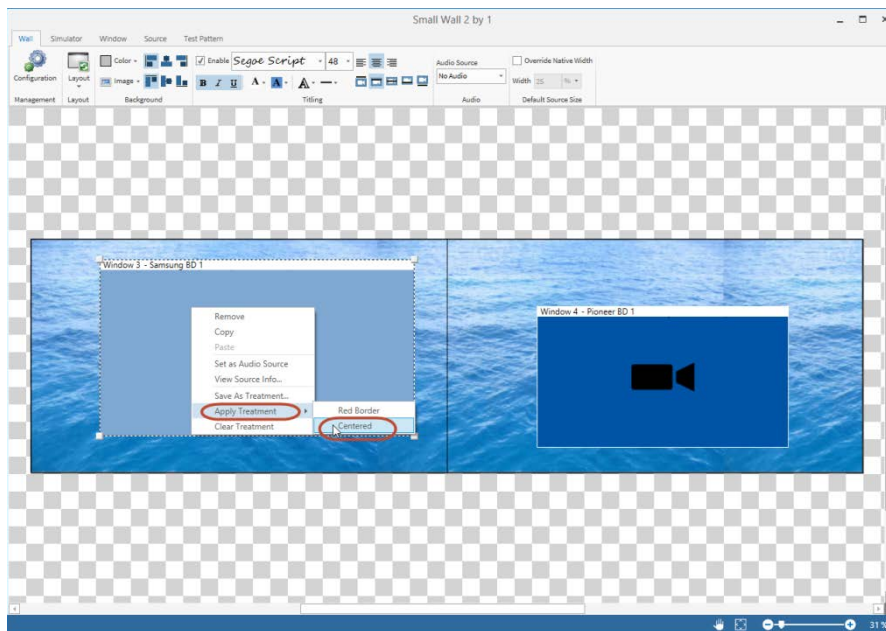 Small Wall 2 by 1
Wall Simulator Window Source Test Pattern
Color Enable Segoe Script 48 Audio Source Override Native Width
Configuration Layout Image B I U A A A No Audio Width 25 %
Management Layout Background Titling Audio Default Source Size
Window 3 - Samsung BD 1
Window 4 - Pioneer BD 1
Remove
Copy
Paste
Set as Audio Source
View Source Info...
Save As Treatment...
Apply Treatment
Red Border
Clear Treatment
Centered
31 %